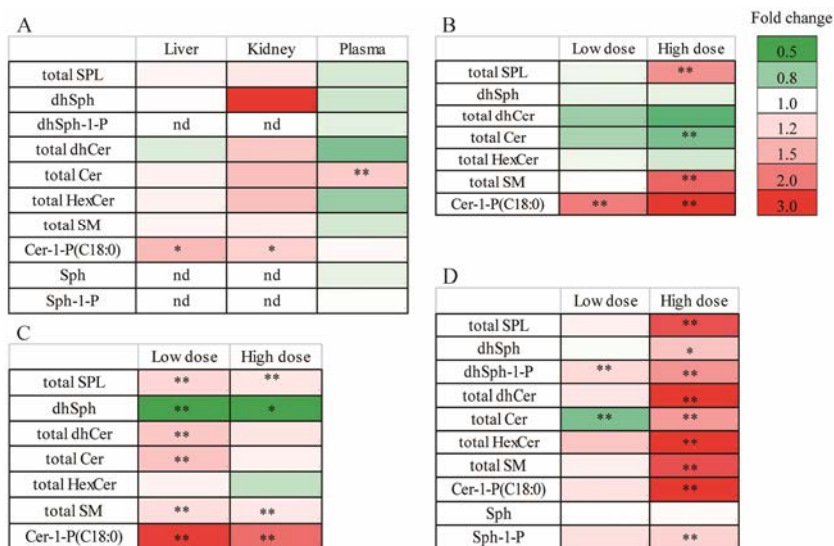 A
Liver Kidney Plasma
total SPL
dhSph
dhSph-1-P nd nd
total dhCer
total Cer **
total HexCer
total SM
Cer-1-P(C18:0) * *
Sph nd nd
Sph-1-P nd nd
B
Low dose High dose
total SPL **
dhSph
total dhCer
total Cer **
total HexCer
total SM **
Cer-1-P(C18:0) ** **
Fold change
0.5
0.8
1.0
1.2
1.5
2.0
3.0
C
Low dose High dose
total SPL ** **
dhSph ** *
total dhCer **
total Cer **
total HexCer
total SM ** **
Cer-1-P(C18:0) ** **
D
Low dose High dose
total SPL **
dhSph *
dhSph-1-P ** **
total dhCer **
total Cer ** **
total HexCer **
total SM **
Cer-1-P(C18:0) **
Sph
Sph-1-P **